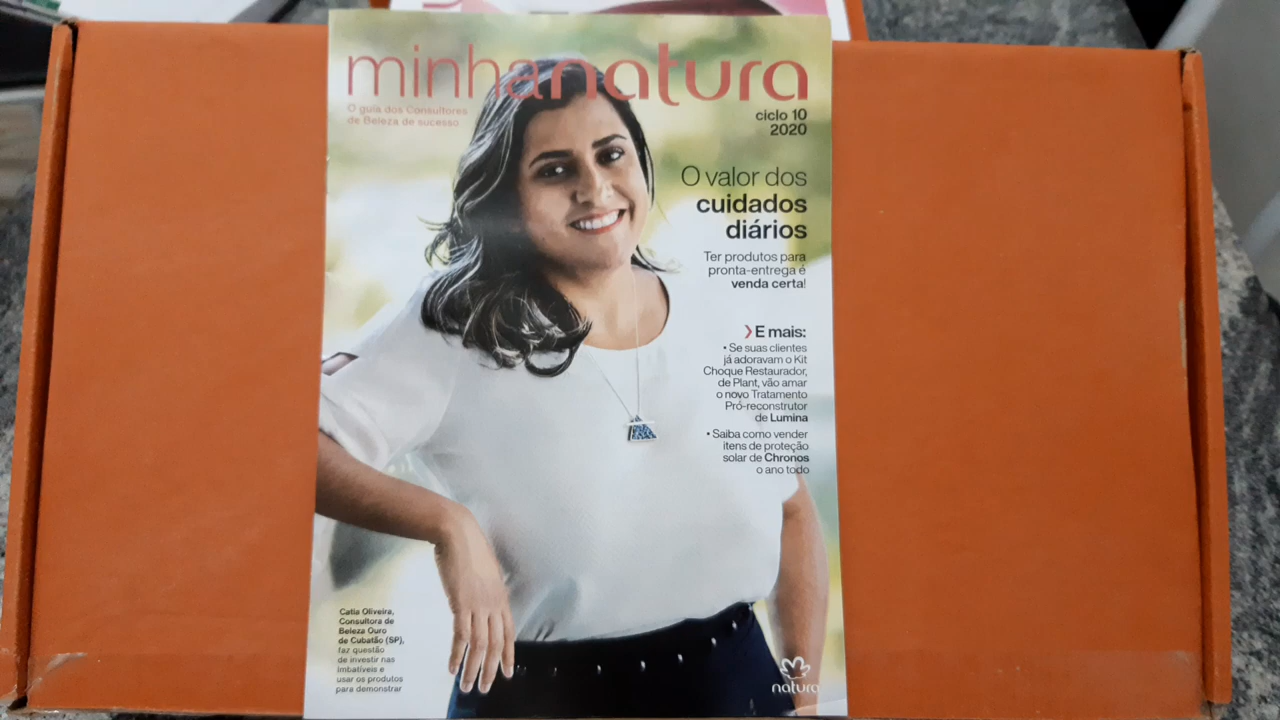 minhanatura
O guia dos Consultores
de Beleza de sucesso
ciclo 10
2020
O valor dos
cuidados
diários
Ter produtos para
pronta-entrega é
venda certa!
E mais:
• Se suas clientes
já adoravam o Kit
Choque Restaurador,
de Plant, vão amar
o novo Tratamento
Pró-reconstrutor
de Lumina
• Saiba como vender
itens de proteção
solar de Chronos
o ano todo
Catia Oliveira,
Consultora de
Beleza Ouro
de Cubatão (SP),
faz questão
de investir nas
imbatíveis e
usar os produtos
para demonstrar
natura